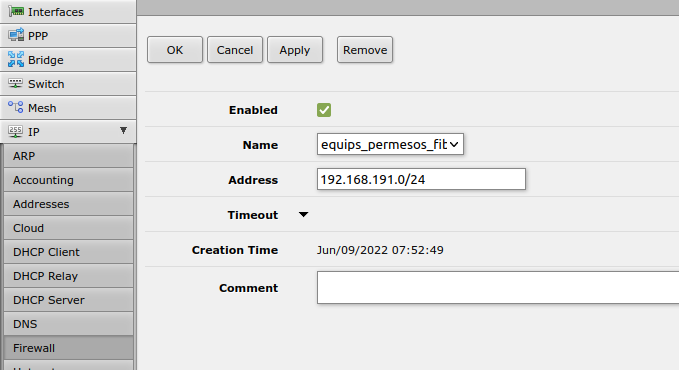 Interfaces
PPP
Bridge
Switch
Mesh
IP
ARP
Accounting
Addresses
Cloud
DHCP Client
DHCP Relay
DHCP Server
DNS
Firewall
OK Cancel Apply Remove
Enabled
Name equips_permesos_fit
Address 192.168.191.0/24
Timeout
Creation Time Jun/09/2022 07:52:49
Comment